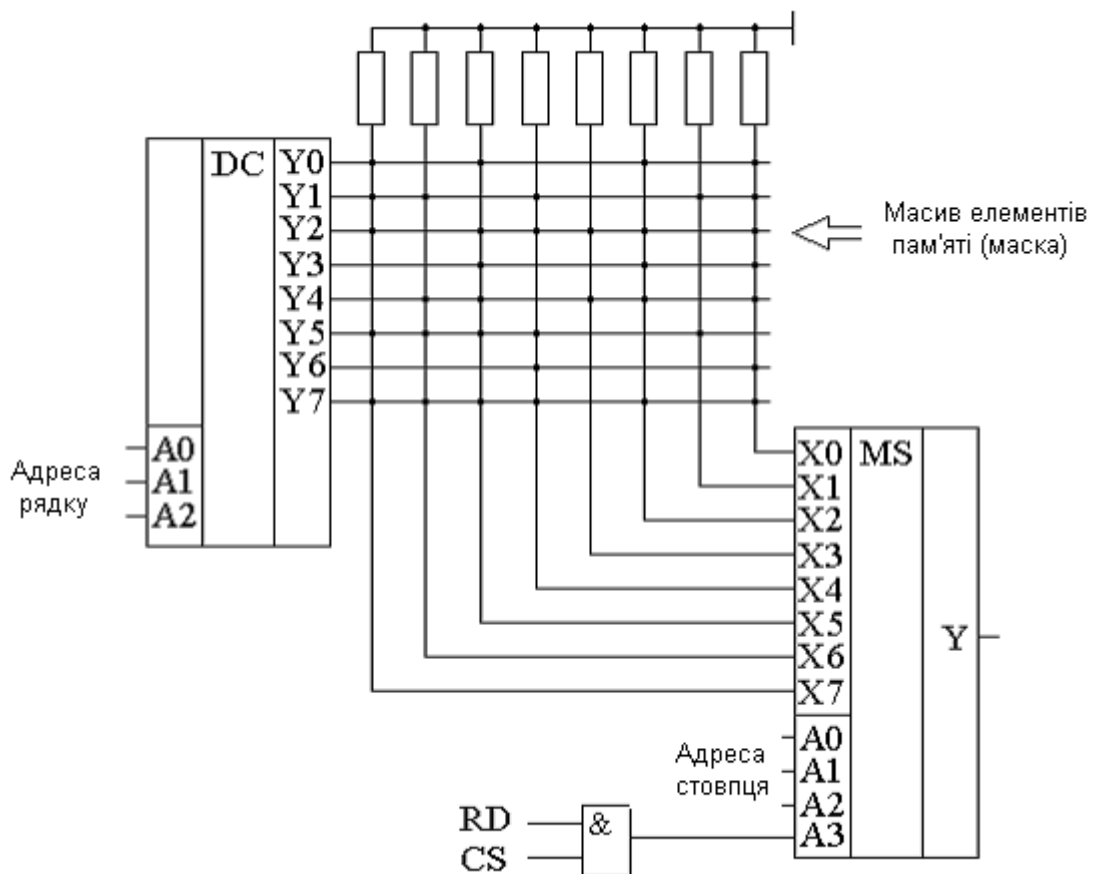 DC
Y0
Y1
Y2
Y3
Y4
Y5
Y6
Y7
Масив елементів
пам'яті (маска)
A0
A1
A2
Адреса
рядку
X0
X1
X2
X3
X4
X5
X6
X7
MS
Y
A0
A1
A2
A3
Адреса
стовпця
RD
CS
&